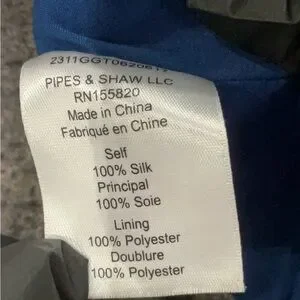 PIPES & SHAW LLC
RN155820
Made in China
Fabriqué en Chine
Self
100% Silk
Principal
100% Soie
Lining
100% Polyester
Doublure
100% Polyester